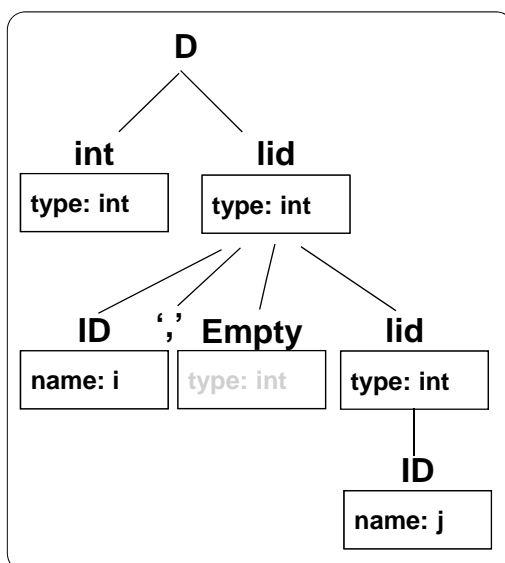 D
int lid
type: int type: int
ID ‘,’ Empty lid
name: i type: int type: int
ID
name: j